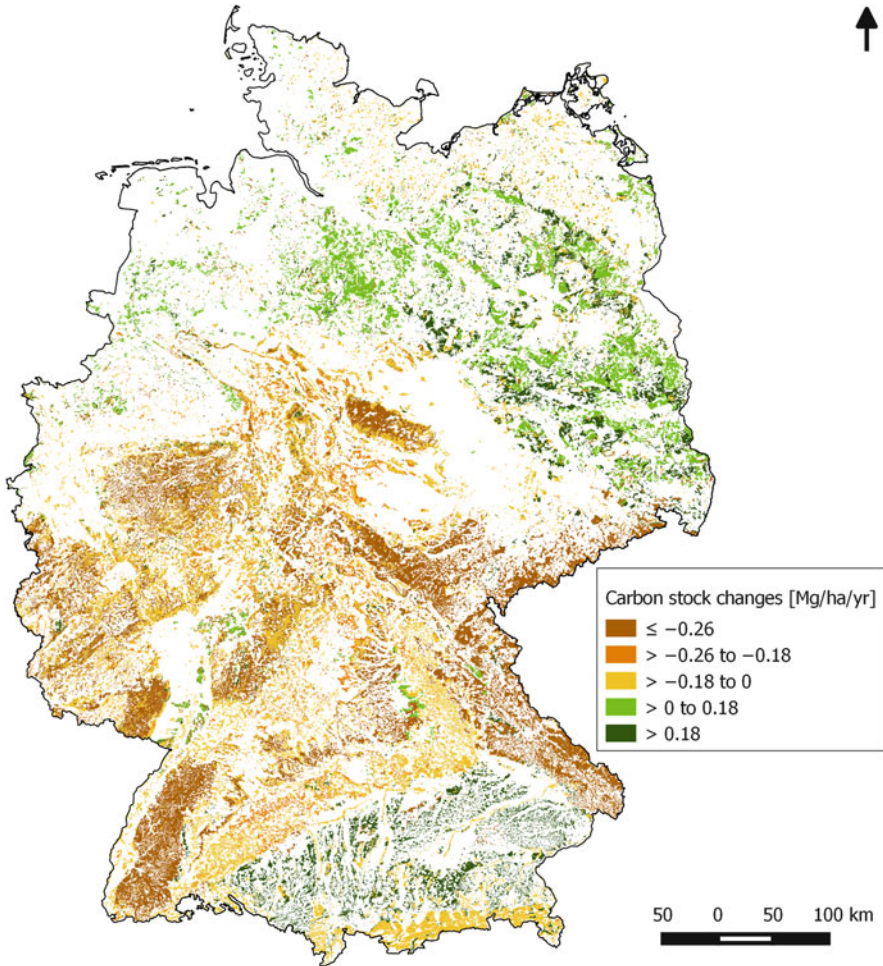 Carbon stock changes [Mg/ha/yr]
≤ −0.26
> −0.26 to −0.18
> −0.18 to 0
> 0 to 0.18
> 0.18
50 0 50 100 km